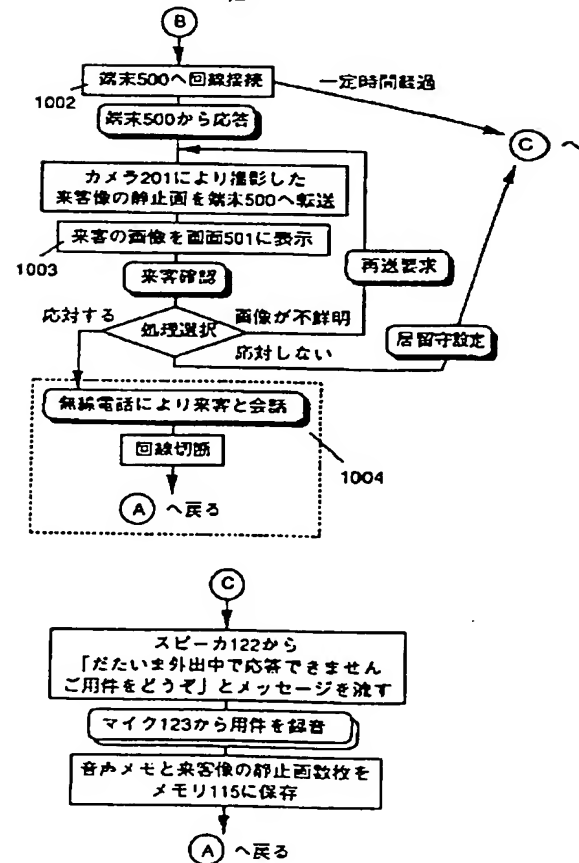 B
端末500へ回線接続
一定時間経過
1002
端末500から応答
C へ
カメラ201により撮影した
来客像の静止画を端末500へ転送
来客の画像を画面501に表示
1003
再送要求
来客確認
応対する
処理選択
画像が不鮮明
居留守設定
応対しない
無線電話により来客と会話
回線切断
1004
A へ戻る
C
スピーカ122から
「だたいま外出中で応答できません
ご用件をどうぞ」とメッセージを流す
マイク123から用件を録音
音声メモと来客像の静止画数枚を
メモリ115に保存
A へ戻る